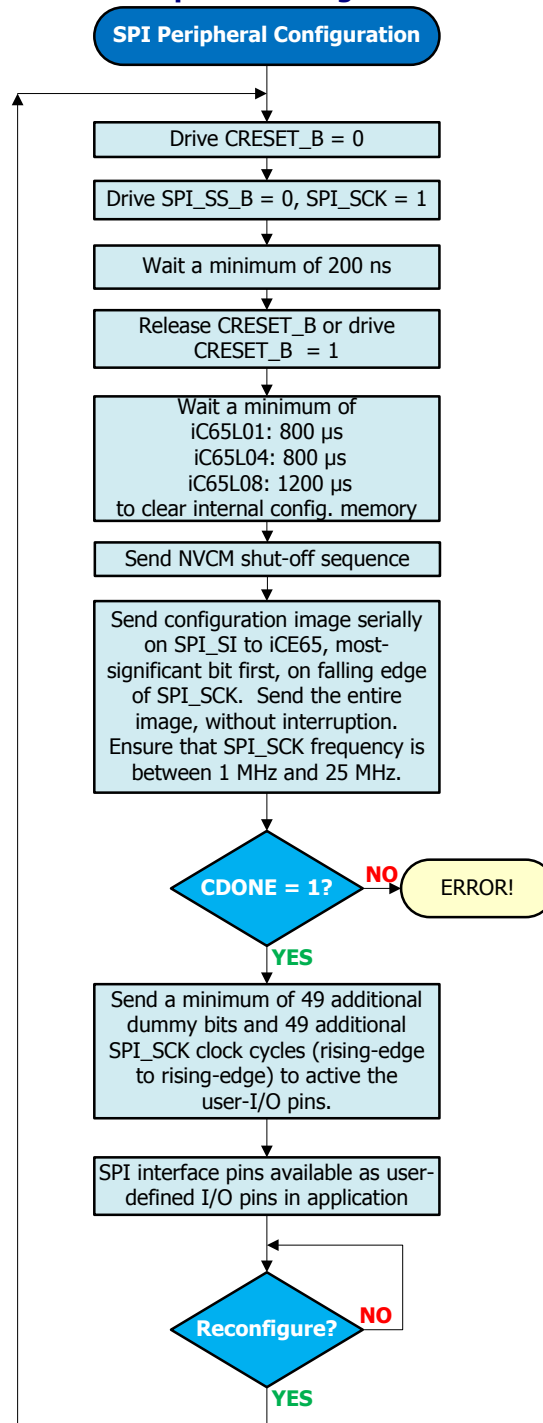 SPI Peripheral Configuration
Drive CRESET_B = 0
Drive SPI_SS_B = 0, SPI_SCK = 1
Wait a minimum of 200 ns
Release CRESET_B or drive
CRESET_B = 1
Wait a minimum of
iC65L01: 800 µs
iC65L04: 800 µs
iC65L08: 1200 µs
to clear internal config. memory
Send NVCM shut-off sequence
Send configuration image serially
on SPI_SI to iCE65, most-
significant bit first, on falling edge
of SPI_SCK. Send the entire
image, without interruption.
Ensure that SPI_SCK frequency is
between 1 MHz and 25 MHz.
CDONE = 1?
NO
ERROR!
YES
Send a minimum of 49 additional
dummy bits and 49 additional
SPI_SCK clock cycles (rising-edge
to rising-edge) to active the
user-I/O pins.
SPI interface pins available as user-
defined I/O pins in application
Reconfigure?
NO
YES